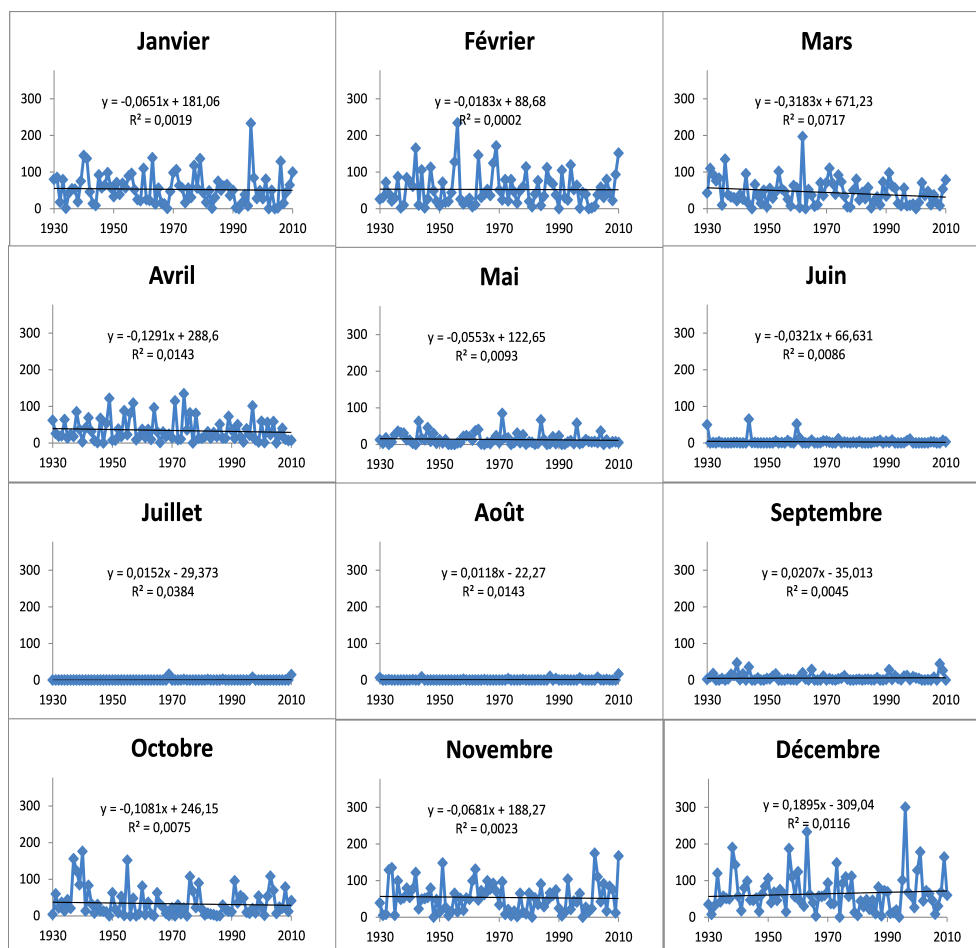 Janvier
y = -0,0651x + 181,06
R² = 0,0019
300
200
100
0
1930 1950 1970 1990 2010
Février
y = -0,0183x + 88,68
R² = 0,0002
300
200
100
0
1930 1950 1970 1990 2010
Mars
y = -0,3183x + 671,23
R² = 0,0717
300
200
100
0
1930 1950 1970 1990 2010
Avril
y = -0,1291x + 288,6
R² = 0,0143
300
200
100
0
1930 1950 1970 1990 2010
Mai
y = -0,0553x + 122,65
R² = 0,0093
300
200
100
0
1930 1950 1970 1990 2010
Juin
y = -0,0321x + 66,631
R² = 0,0086
300
200
100
0
1930 1950 1970 1990 2010
Juillet
y = 0,0152x - 29,373
R² = 0,0384
300
200
100
0
1930 1950 1970 1990 2010
Août
y = 0,0118x - 22,27
R² = 0,0143
300
200
100
0
1930 1950 1970 1990 2010
Septembre
y = 0,0207x - 35,013
R² = 0,0045
300
200
100
0
1930 1950 1970 1990 2010
Octobre
y = -0,1081x + 246,15
R² = 0,0075
300
200
100
0
1930 1950 1970 1990 2010
Novembre
y = -0,0681x + 188,27
R² = 0,0023
300
200
100
0
1930 1950 1970 1990 2010
Décembre
y = 0,1895x - 309,04
R² = 0,0116
300
200
100
0
1930 1950 1970 1990 2010